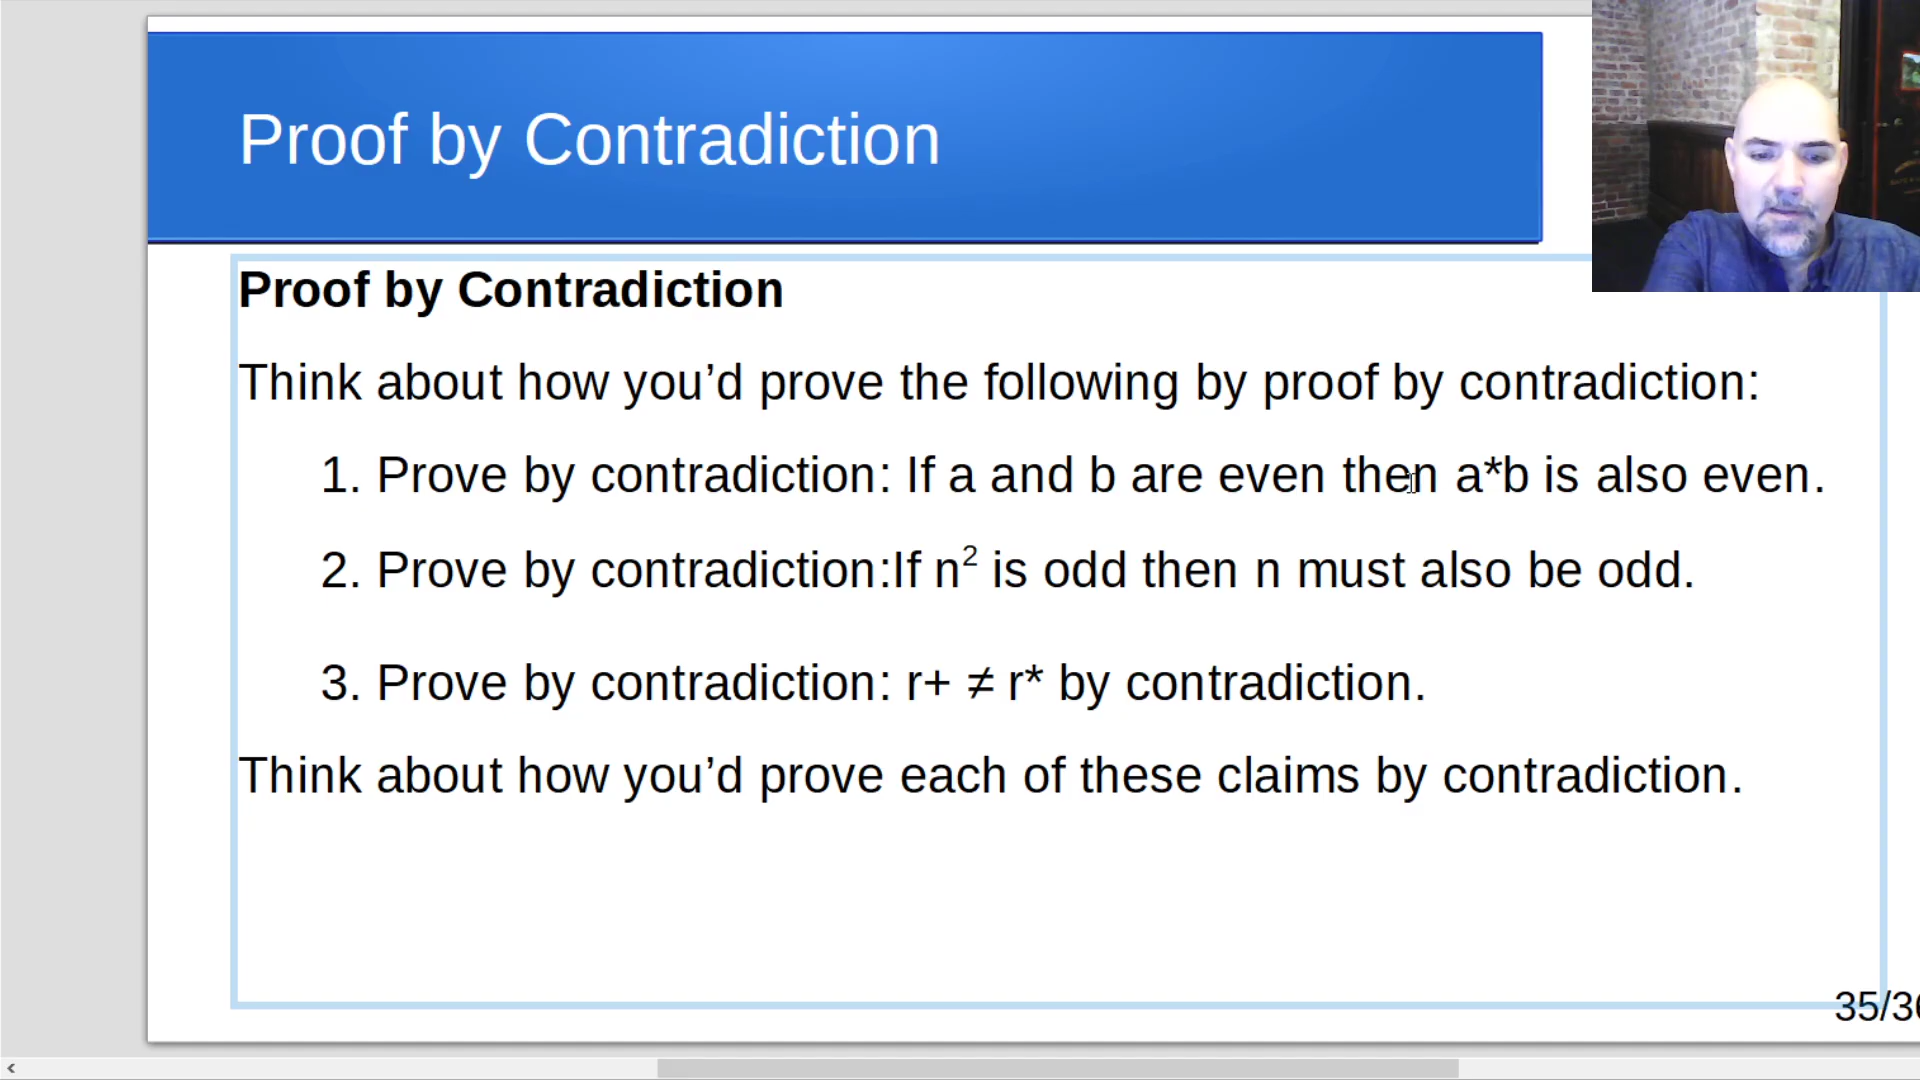 Proof by Contradiction
Proof by Contradiction
Think about how you’d prove the following by proof by contradiction:
1. Prove by contradiction: If a and b are even then a*b is also even.
2. Prove by contradiction:If n² is odd then n must also be odd.
3. Prove by contradiction: r+ ≠ r* by contradiction.
Think about how you’d prove each of these claims by contradiction.
35/36